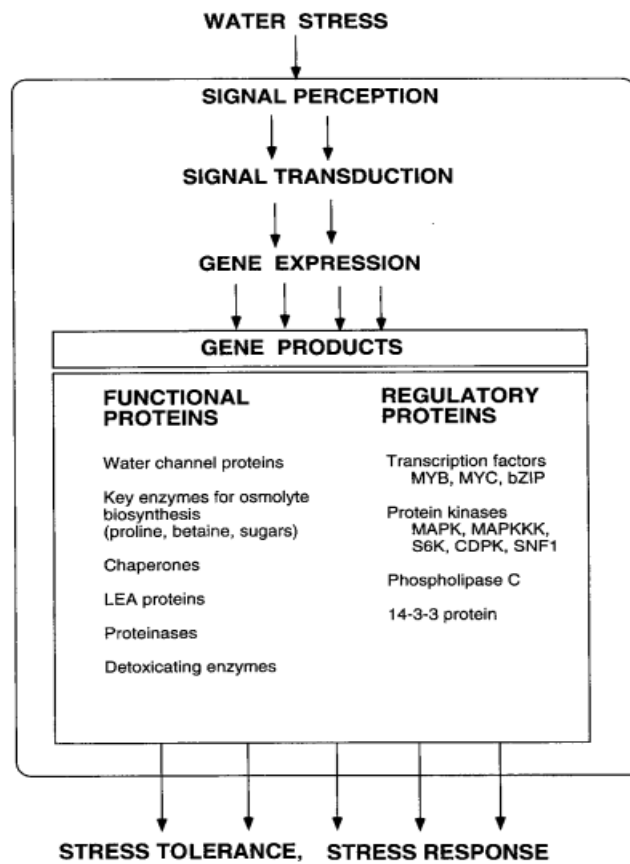 WATER STRESS
SIGNAL PERCEPTION
SIGNAL TRANSDUCTION
GENE EXPRESSION
GENE PRODUCTS
FUNCTIONAL
PROTEINS
Water channel proteins
Key enzymes for osmolyte
biosynthesis
(proline, betaine, sugars)
Chaperones
LEA proteins
Proteinases
Detoxicating enzymes
REGULATORY
PROTEINS
Transcription factors
MYB, MYC, bZIP
Protein kinases
MAPK, MAPKKK,
S6K, CDPK, SNF1
Phospholipase C
14-3-3 protein
STRESS TOLERANCE, STRESS RESPONSE